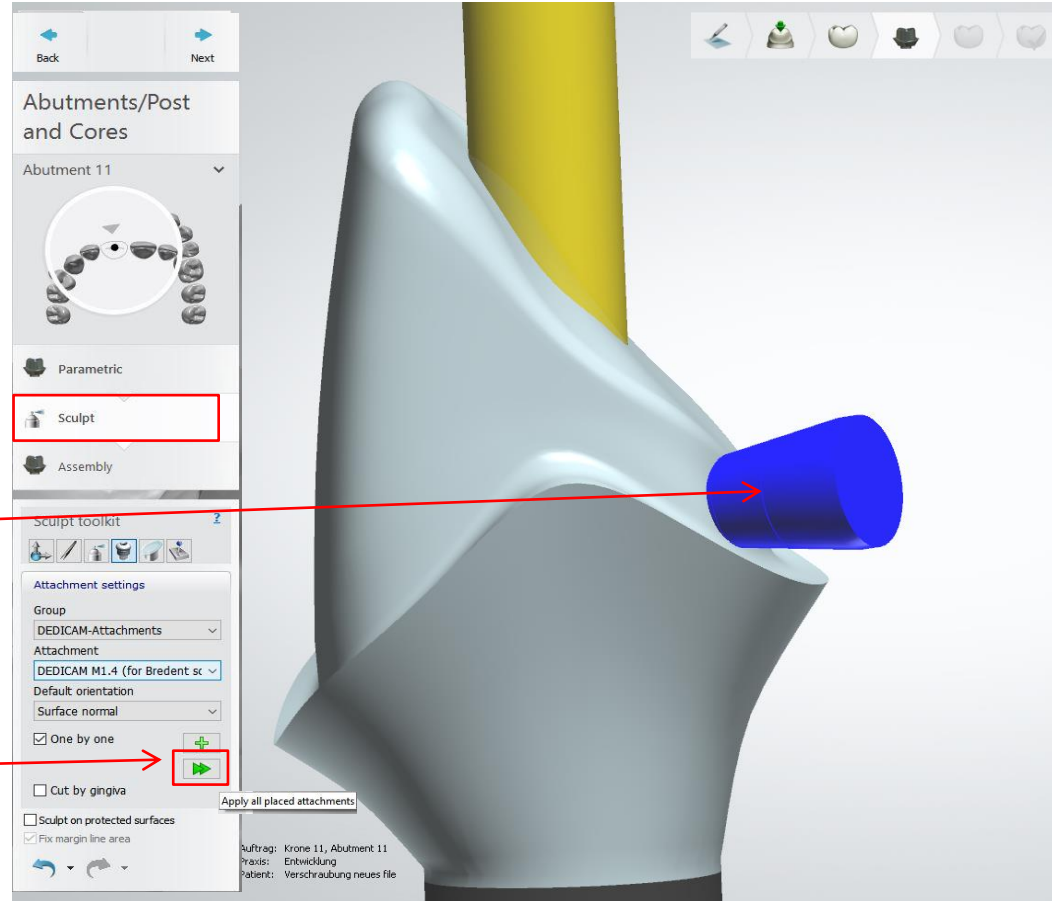 Back
Next
Abutments/Post
and Cores
Abutment 11
Parametric
Sculpt
Assembly
Sculpt toolkit
?
Attachment settings
Group
DEDICAM-Attachments
Attachment
DEDICAM M1.4 (for Bredent sc
Default orientation
Surface normal
One by one
Cut by gingiva
Apply all placed attachments
Sculpt on protected surfaces
Fix margin line area
Auftrag: Krone 11, Abutment 11
Praxis: Entwicklung
Patient: Verschraubung neues file